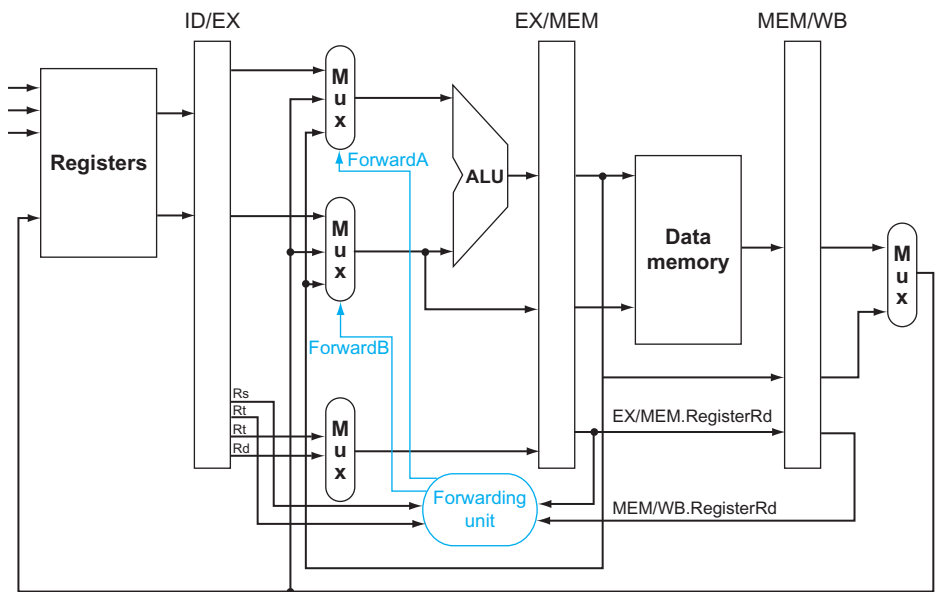 ID/EX
EX/MEM
MEM/WB
M
u
x
Registers
ForwardA
ALU
M
u
x
Data
memory
M
u
x
ForwardB
Rs
Rt
Rt
Rd
M
u
x
EX/MEM.RegisterRd
Forwarding
unit
MEM/WB.RegisterRd